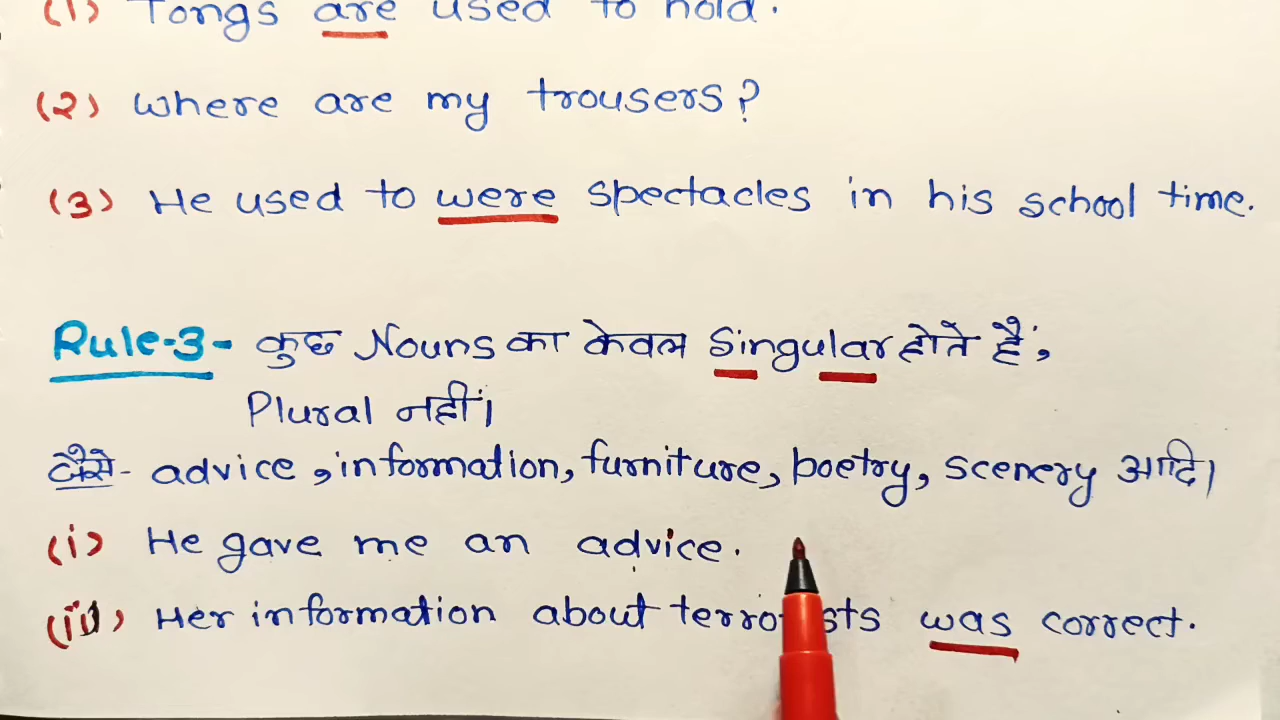 (1) Tongs are used to hold.
(2) Where are my trousers?
(3) He used to were spectacles in his school time.
Rule-3- कुछ Nouns का केवल Singular होते हैं,
Plural नहीं।
जैसे- advice, information, furniture, poetry, scenery आदि।
(i) He gave me an advice.
(ii) Her information about terrorists was correct.